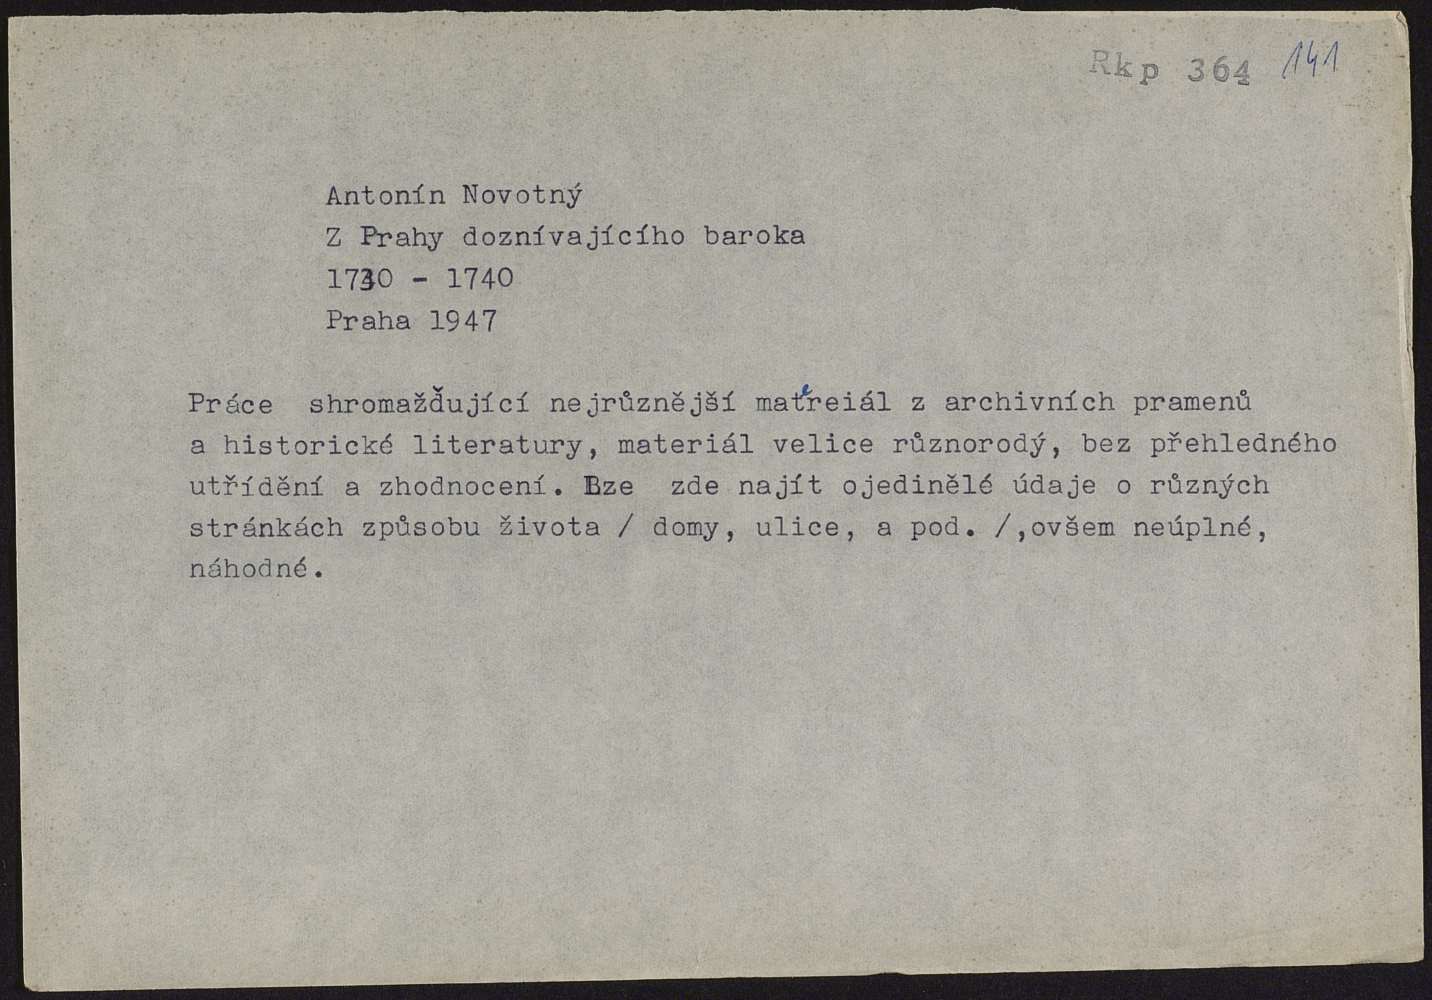 Rkp 364 141
Antonín Novotný
Z Prahy doznívajícího baroka
1730 - 1740
Praha 1947
Práce shromažďující nejrůznější matereiál z archivních pramenů
a historické literatury, materiál velice různorodý, bez přehledného
utřídění a zhodnocení. Bze zde najít ojedinělé údaje o různých
stránkách způsobu života / domy, ulice, a pod. /,ovšem neúplné,
náhodné.